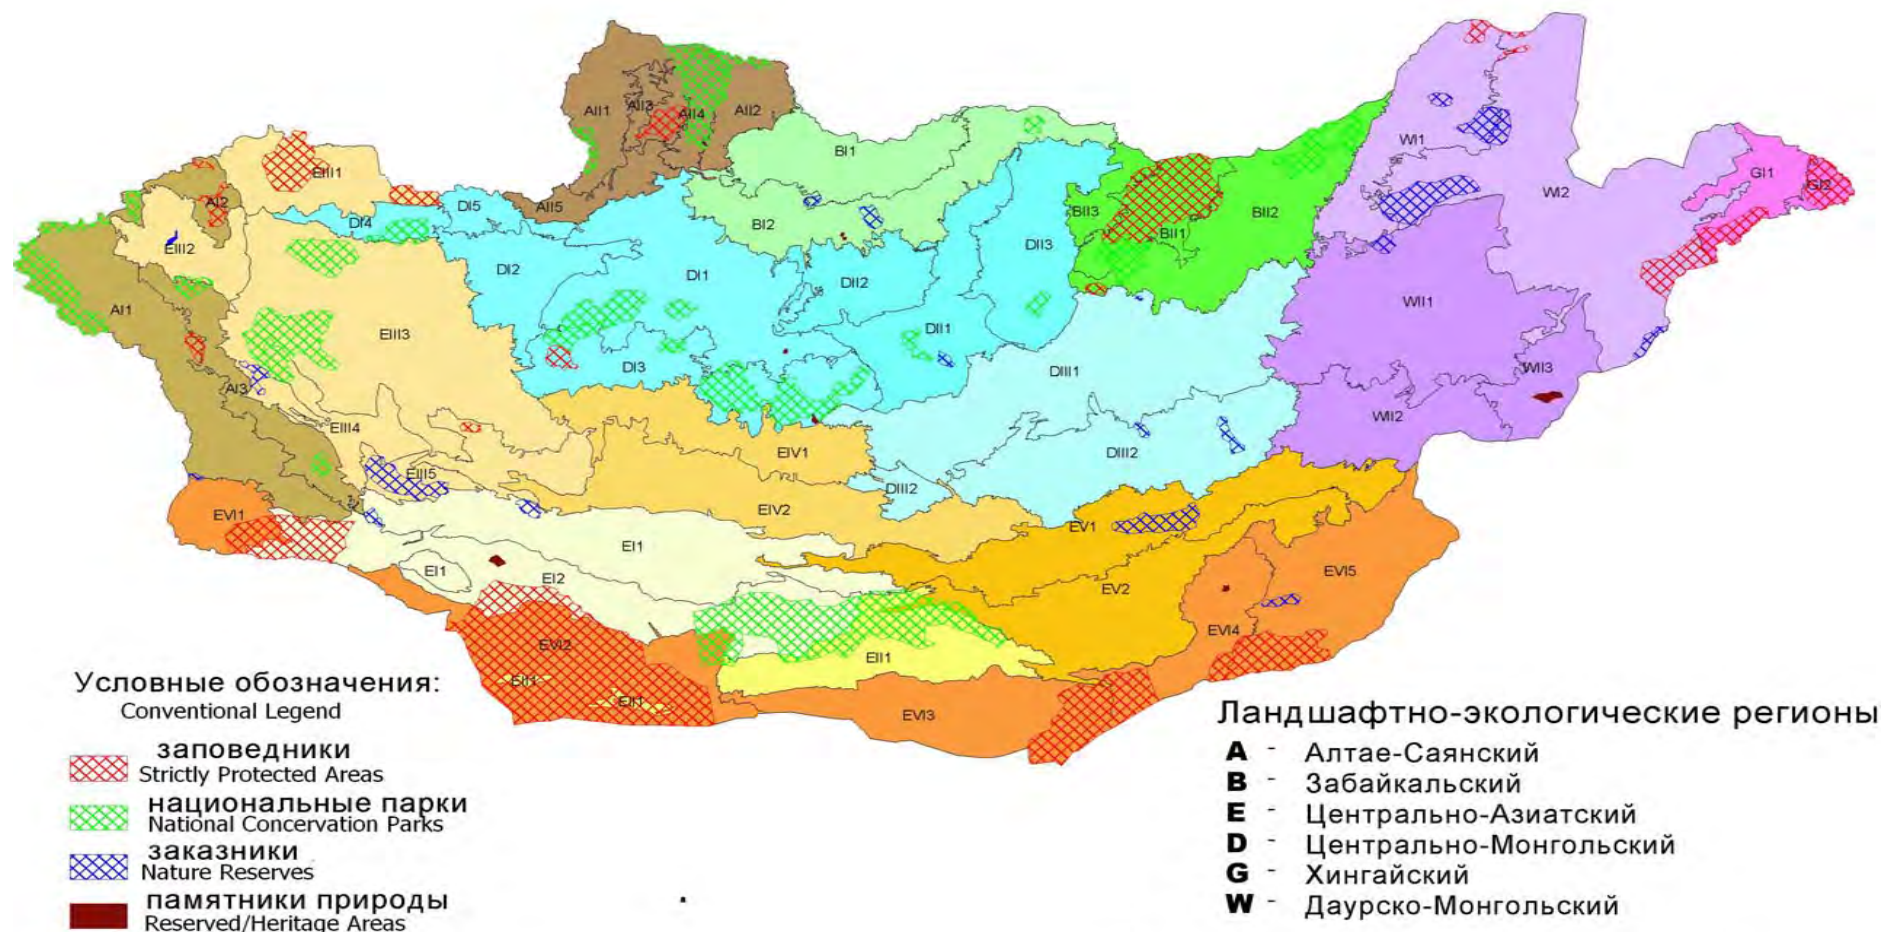 AII1
AII3
AII4
AII2
BI1
WI1
EIII1
GI1
GI2
AI2
DI5
AII5
BII3
BII2
WI2
DI4
BI2
BII1
EIII2
DII3
DI2
DI1
DII2
WII1
AI1
EIII3
DII1
DI3
DIII1
WII3
AI3
WII2
EIII4
EIV1
DIII2
EIII5
DIII2
EIV2
EVI1
EV1
EI1
EI1
EI2
EVI5
EV2
EVI4
EVI2
EII1
EII1
EII1
EVI3
Условные обозначения:
Conventional Legend
заповедники
Strictly Protected Areas
национальные парки
National Concervation Parks
заказники
Nature Reserves
памятники природы
Reserved/Heritage Areas
Ландшафтно-экологические регионы
A - Алтае-Саянский
B - Забайкальский
E - Центрально-Азиатский
D - Центрально-Монгольский
G - Хингайский
W - Даурско-Монгольский